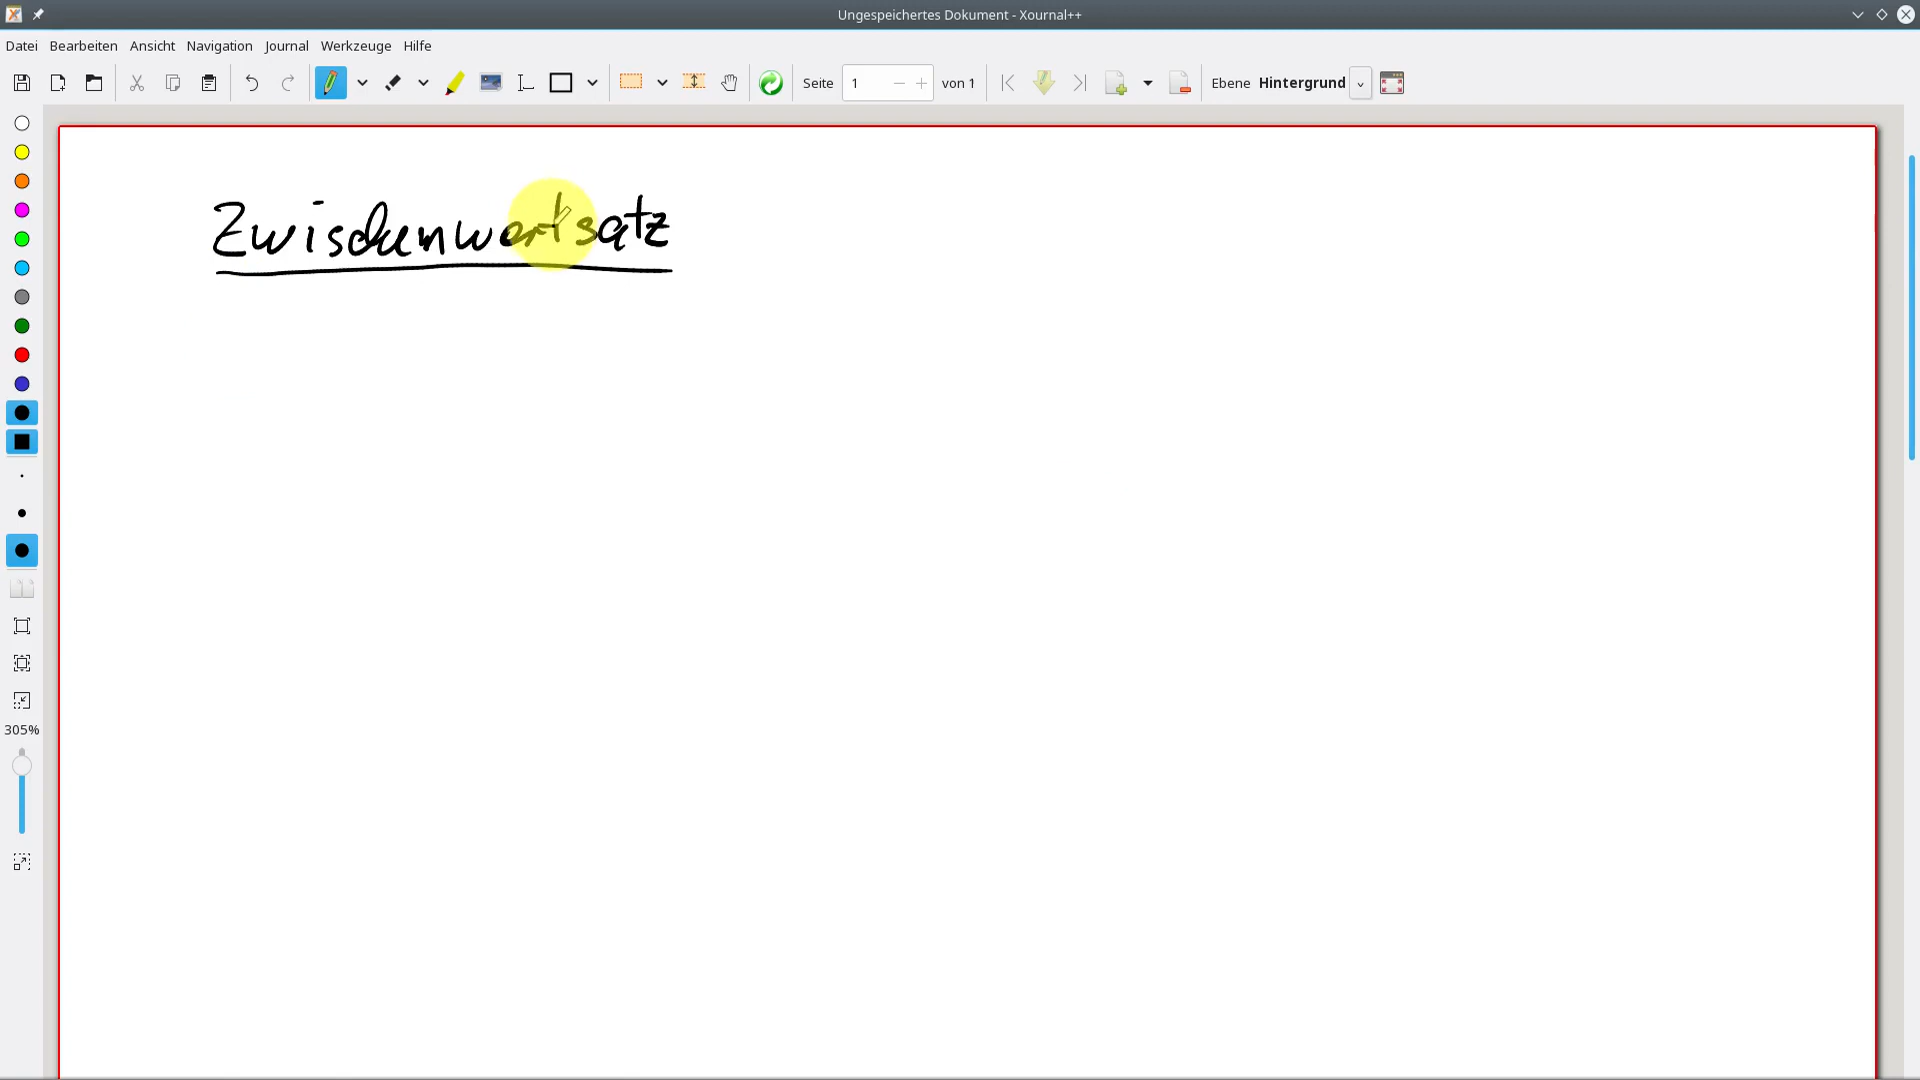 Ungespeichertes Dokument - Xournal++
Datei Bearbeiten Ansicht Navigation Journal Werkzeuge Hilfe
Seite 1 von 1 Ebene Hintergrund
Zwischenwertsatz
305%